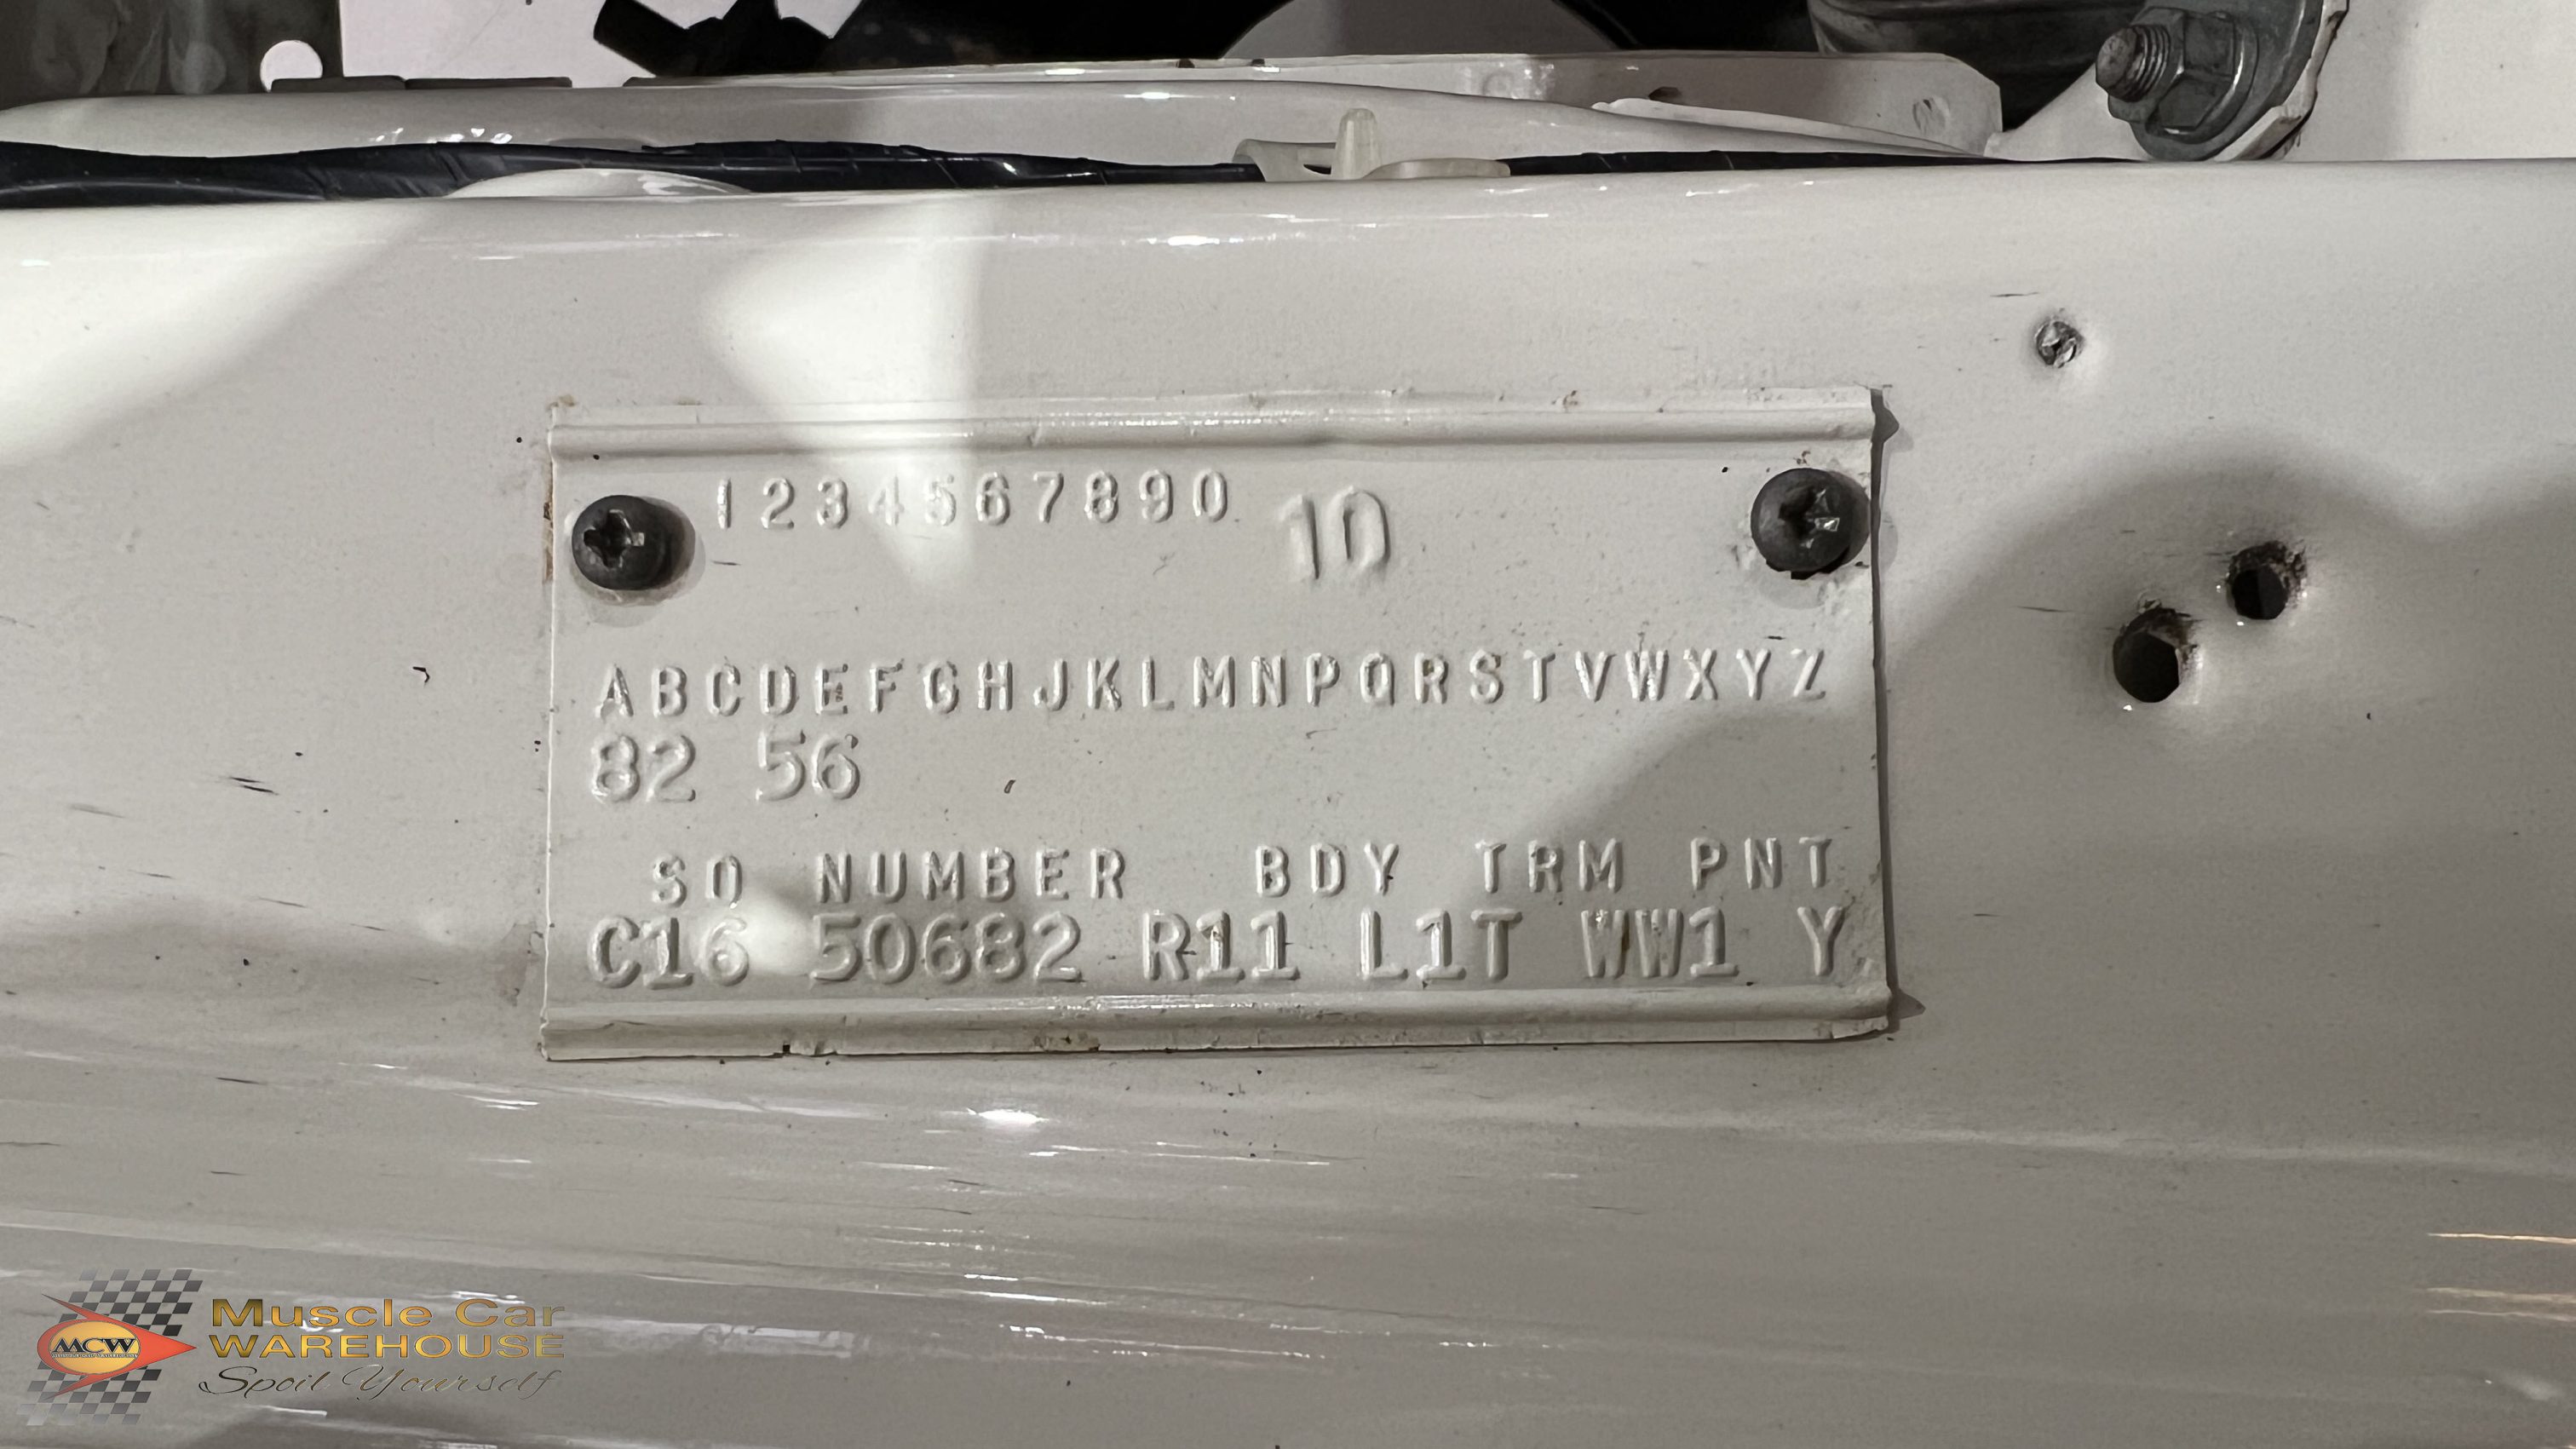 1234567890 10
ABCDEFGHJKLMNPQRSTVWXYZ
82 56
SO NUMBER BDY TRM PNT
C16 50682 R11 L1T WW1 Y
Muscle Car
WAREHOUSE
MCW
Spoil Yourself